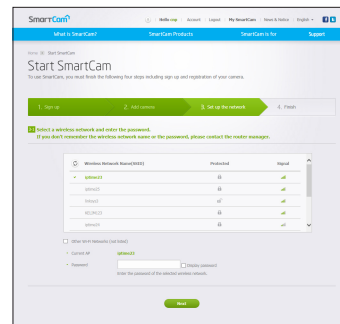 SmartCam
Hello cep | Account | Logout | My SmartCam | News & Notice | English
What is SmartCam? SmartCam Products SmartCam is for Support
Home Start SmartCam
Start SmartCam
To use SmartCam, you must finish the following four steps including sign up and registration of your camera.
1. Sign up 2. Add camera 3. Set up the network 4. Finish
Select a wireless network and enter the password.
If you don't remember the wireless network name or the password, please contact the router manager.
Wireless Network Name(SSID) Protected Signal
Other Wi-Fi Networks (not listed)
Current AP
Password Display password
Enter the password of the selected wireless network.
Next